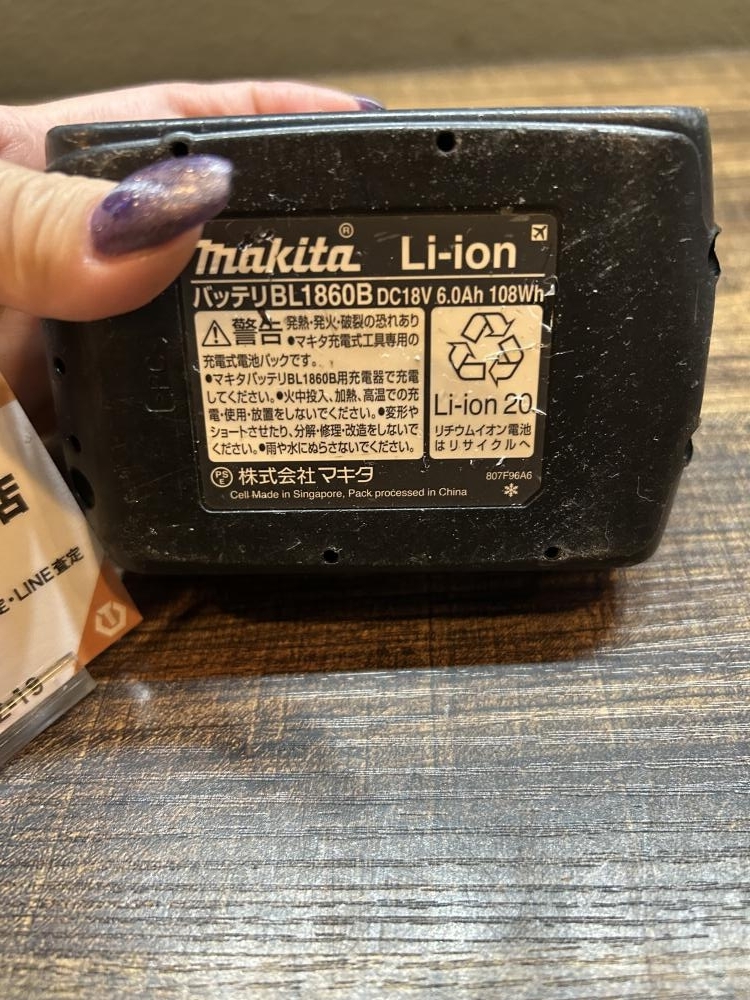 makita® Li-ion
バッテリBL1860B DC18V 6.0Ah 108Wh
警告 発熱・発火・破裂の恐れあり
●マキタ充電式工具専用の
充電式電池パックです。
●マキタバッテリBL1860B用充電器で充電
してください。●火中投入、加熱、高温での充
電・使用・放置をしないでください。●変形や
ショートさせたり、分解・修理・改造をしないで
ください。●雨や水にぬらさないでください。
Li-ion 20
リチウムイオン電池
はリサイクルへ
PSE 株式会社マキタ
807F96A6
Cell Made in Singapore, Pack processed in China
・LINE査定